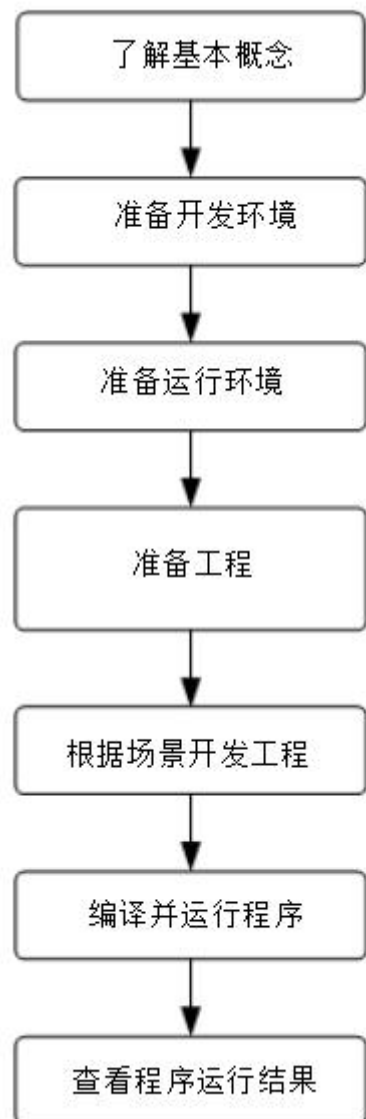 了解基本概念
准备开发环境
准备运行环境
准备工程
根据场景开发工程
编译并运行程序
查看程序运行结果